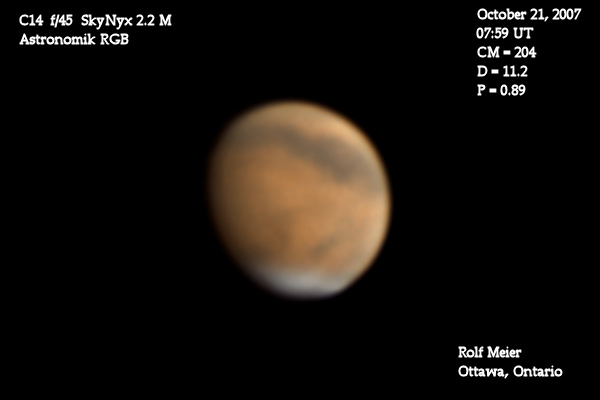 C14 f/45 SkyNyx 2.2 M
Astronomik RGB
October 21, 2007
07:59 UT
CM = 204
D = 11.2
P = 0.89
Rolf Meier
Ottawa, Ontario